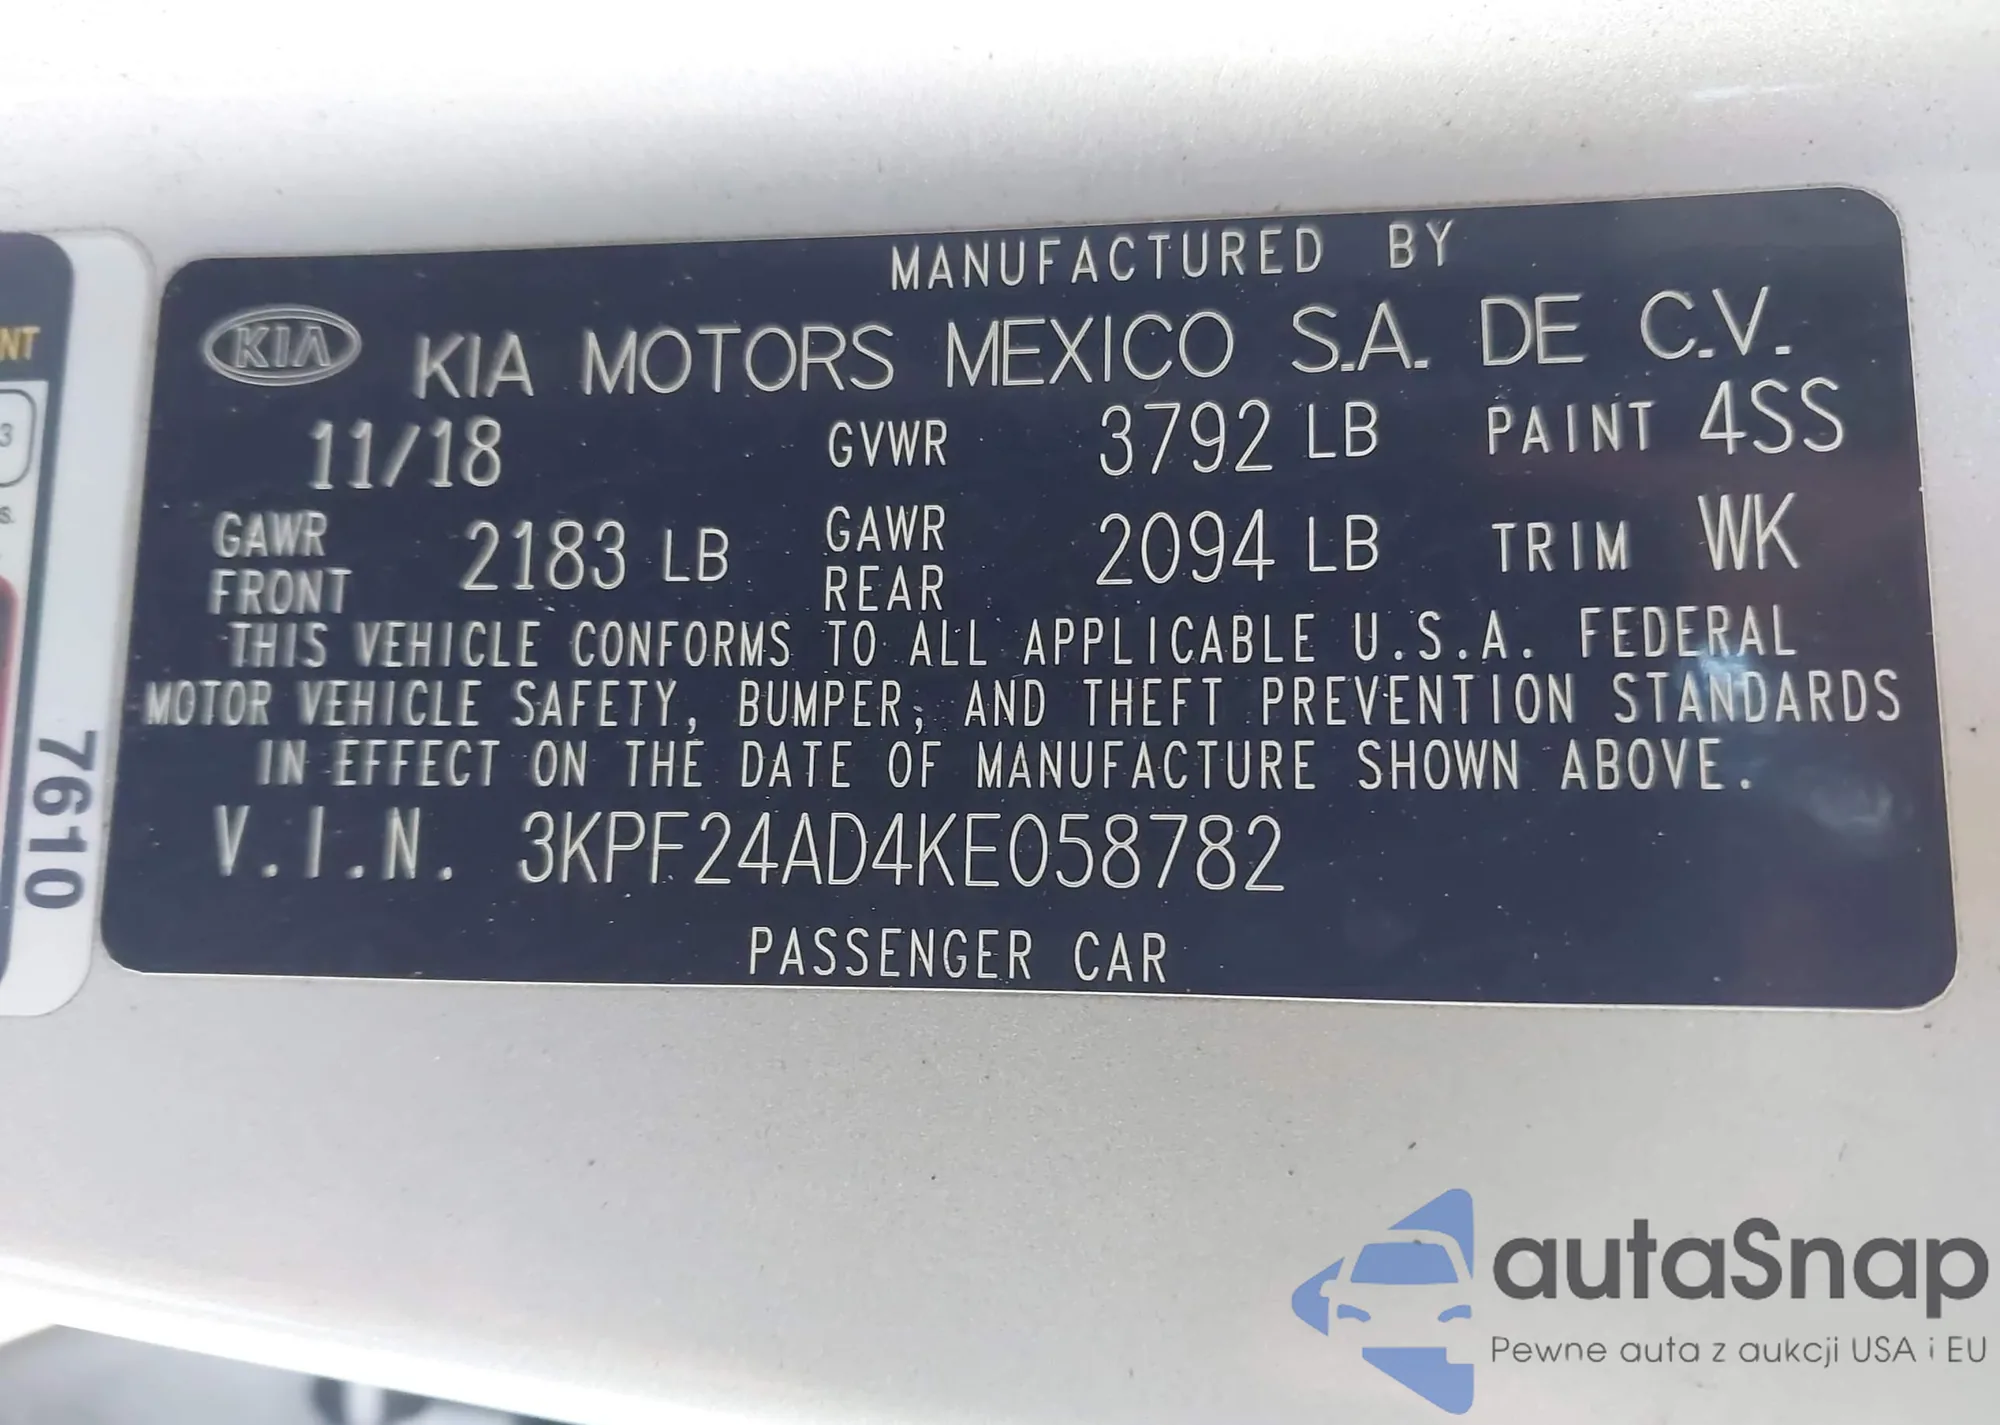 MANUFACTURED BY
KIA KIA MOTORS MEXICO S.A. DE C.V.
11/18 GVWR 3792 LB PAINT 4SS
GAWR FRONT 2183 LB GAWR REAR 2094 LB TRIM WK
THIS VEHICLE CONFORMS TO ALL APPLICABLE U.S.A. FEDERAL
MOTOR VEHICLE SAFETY, BUMPER, AND THEFT PREVENTION STANDARDS
IN EFFECT ON THE DATE OF MANUFACTURE SHOWN ABOVE.
V.I.N. 3KPF24AD4KE058782
PASSENGER CAR
NT
3
s.
7610
autaSnap
Pewne auta z aukcji USA i EU